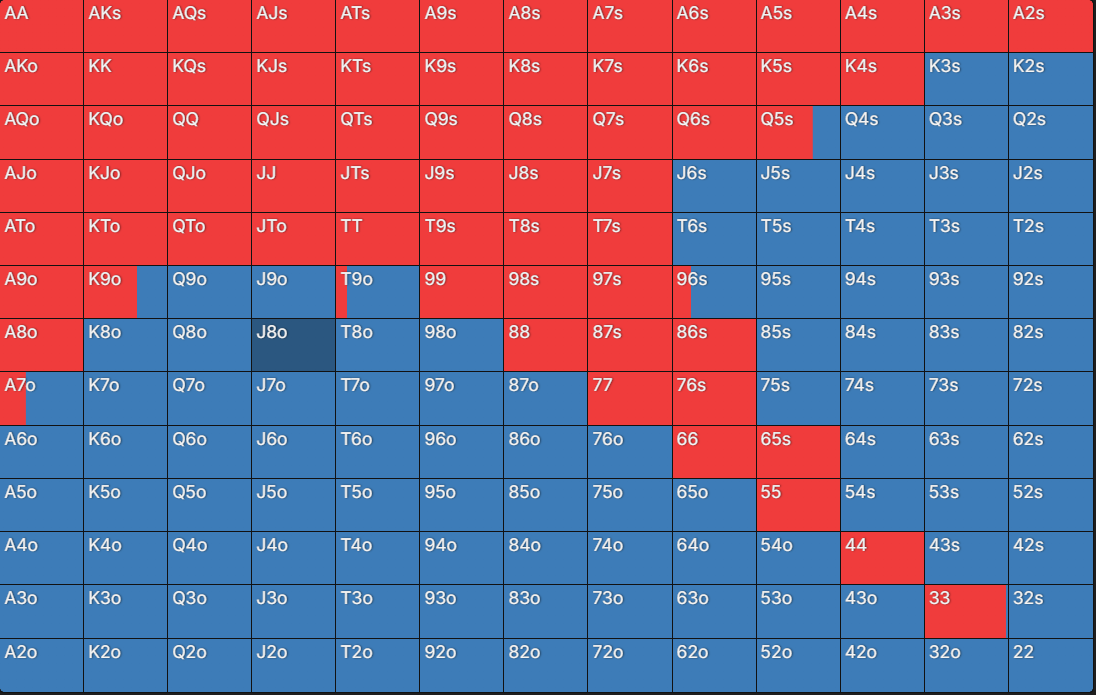 AA AKs AQs AJs ATs A9s A8s A7s A6s A5s A4s A3s A2s
AKo KK KQs KJs KTs K9s K8s K7s K6s K5s K4s K3s K2s
AQo KQo QQ QJs QTs Q9s Q8s Q7s Q6s Q5s Q4s Q3s Q2s
AJo KJo QJo JJ JTs J9s J8s J7s J6s J5s J4s J3s J2s
ATo KTo QTo JTo TT T9s T8s T7s T6s T5s T4s T3s T2s
A9o K9o Q9o J9o T9o 99 98s 97s 96s 95s 94s 93s 92s
A8o K8o Q8o J8o T8o 98o 88 87s 86s 85s 84s 83s 82s
A7o K7o Q7o J7o T7o 97o 87o 77 76s 75s 74s 73s 72s
A6o K6o Q6o J6o T6o 96o 86o 76o 66 65s 64s 63s 62s
A5o K5o Q5o J5o T5o 95o 85o 75o 65o 55 54s 53s 52s
A4o K4o Q4o J4o T4o 94o 84o 74o 64o 54o 44 43s 42s
A3o K3o Q3o J3o T3o 93o 83o 73o 63o 53o 43o 33 32s
A2o K2o Q2o J2o T2o 92o 82o 72o 62o 52o 42o 32o 22